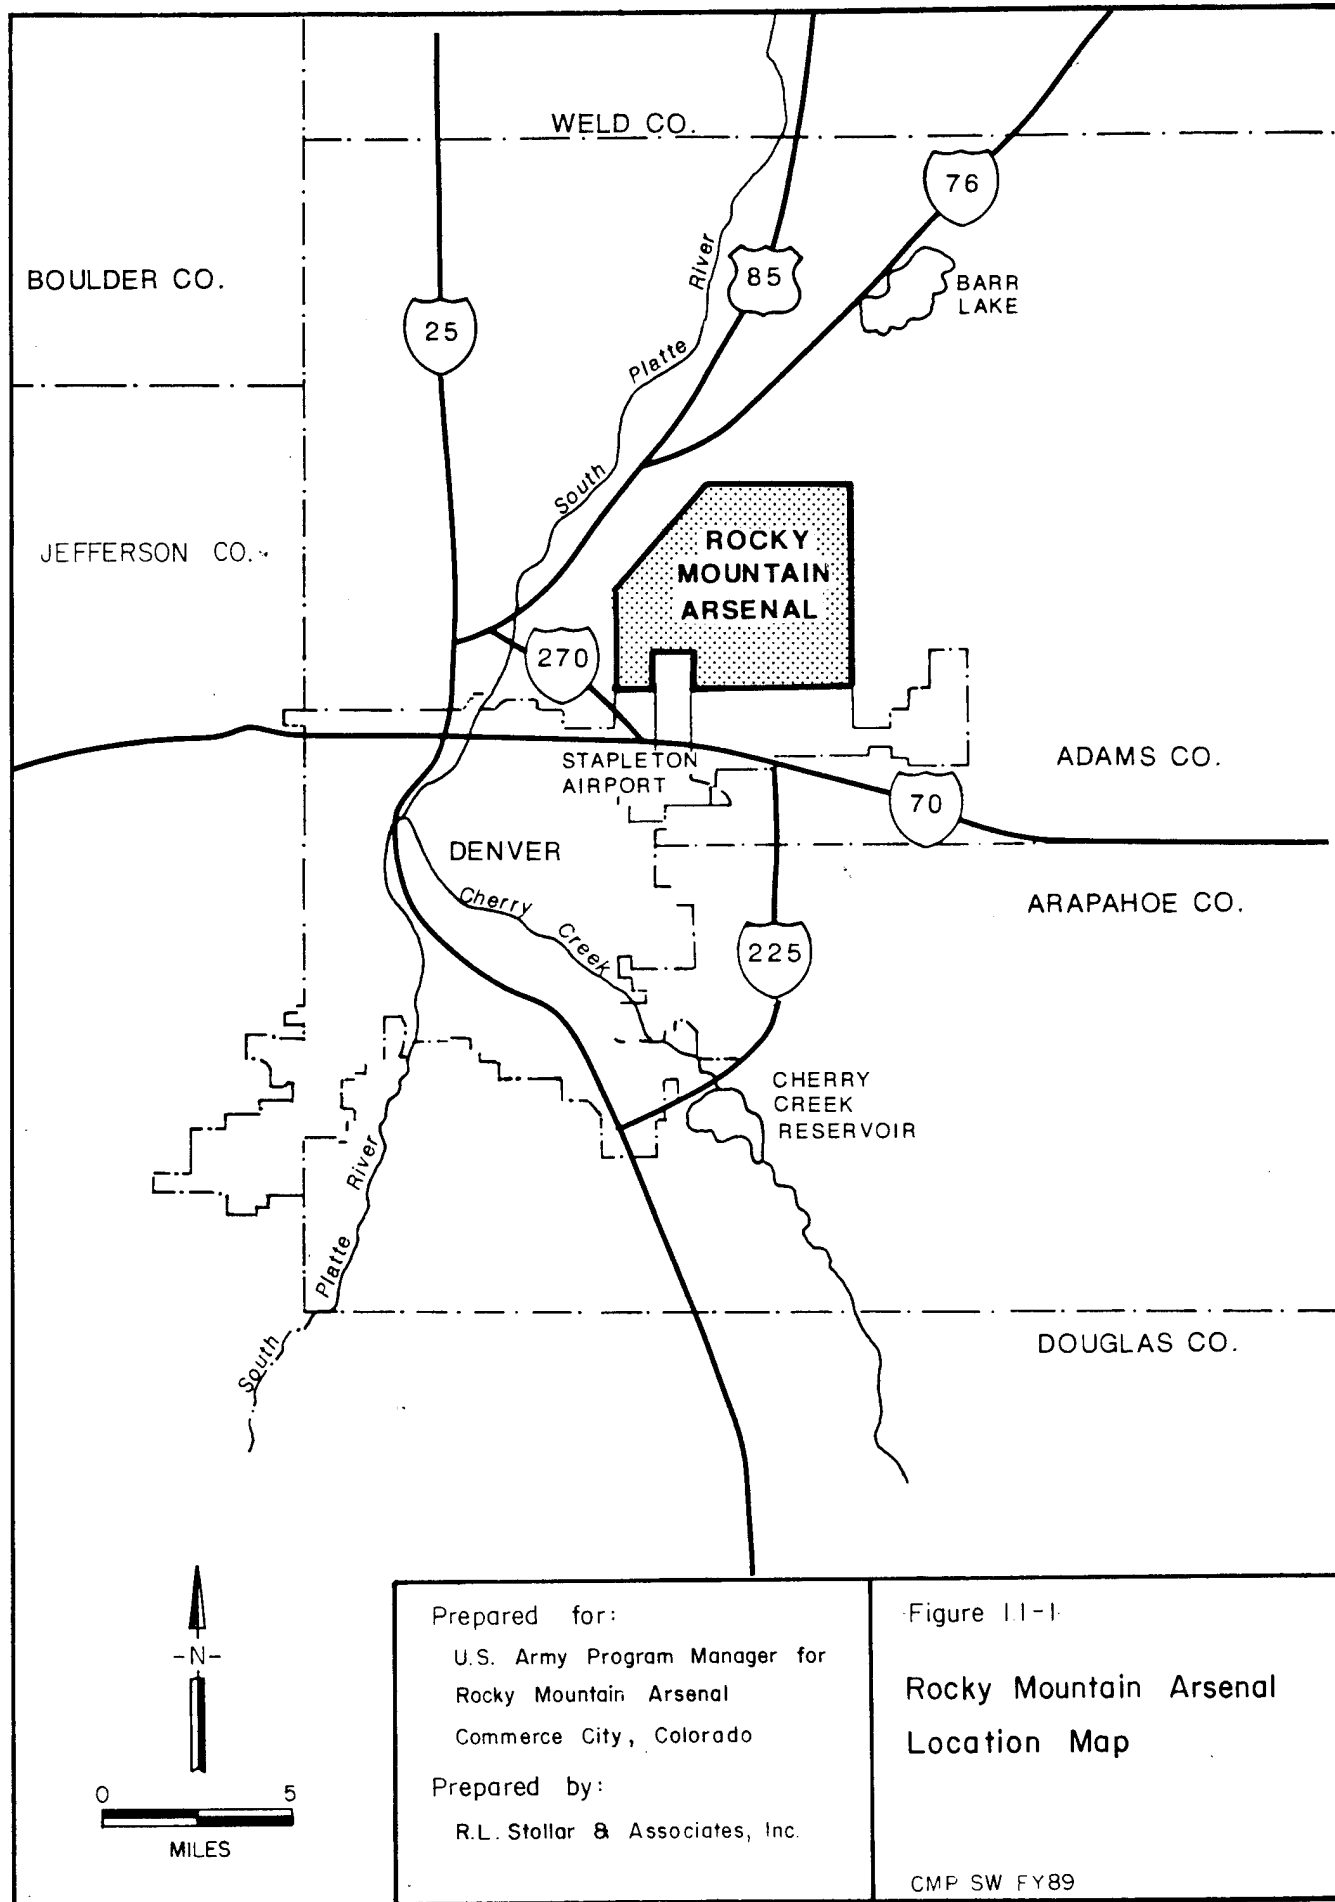 WELD CO.
76
River
85
BOULDER CO.
BARR
LAKE
25
Platte
South
JEFFERSON CO.
ROCKY
MOUNTAIN
ARSENAL
270
STAPLETON
AIRPORT
ADAMS CO.
70
DENVER
Cherry
Creek
ARAPAHOE CO.
225
CHERRY
CREEK
RESERVOIR
River
Platte
South
DOUGLAS CO.
-N-
0 5
MILES
Prepared for:
U.S. Army Program Manager for
Rocky Mountain Arsenal
Commerce City, Colorado
Prepared by:
R.L. Stollar & Associates, Inc.
Figure 1.1-1
Rocky Mountain Arsenal
Location Map
CMP SW FY89